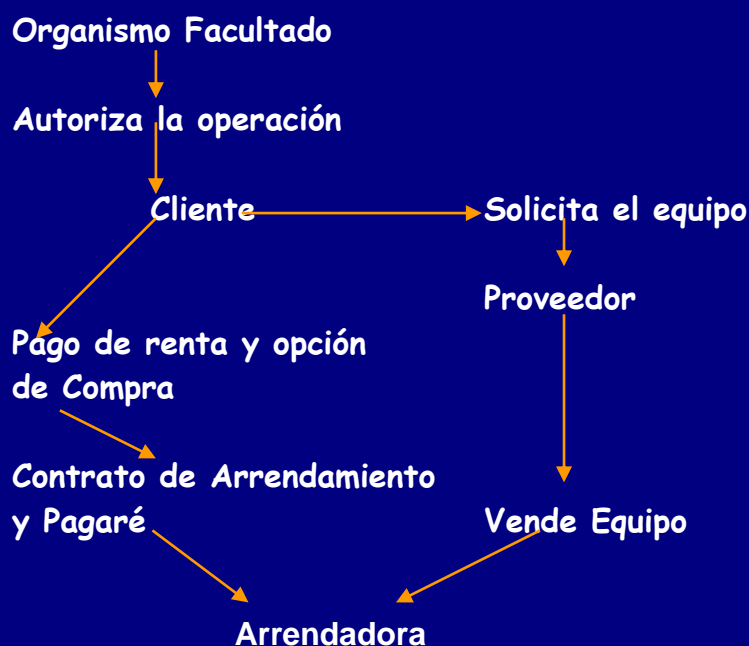 Organismo Facultado
Autoriza la operación
Cliente
Solicita el equipo
Proveedor
Pago de renta y opción
de Compra
Contrato de Arrendamiento
y Pagaré
Vende Equipo
Arrendadora